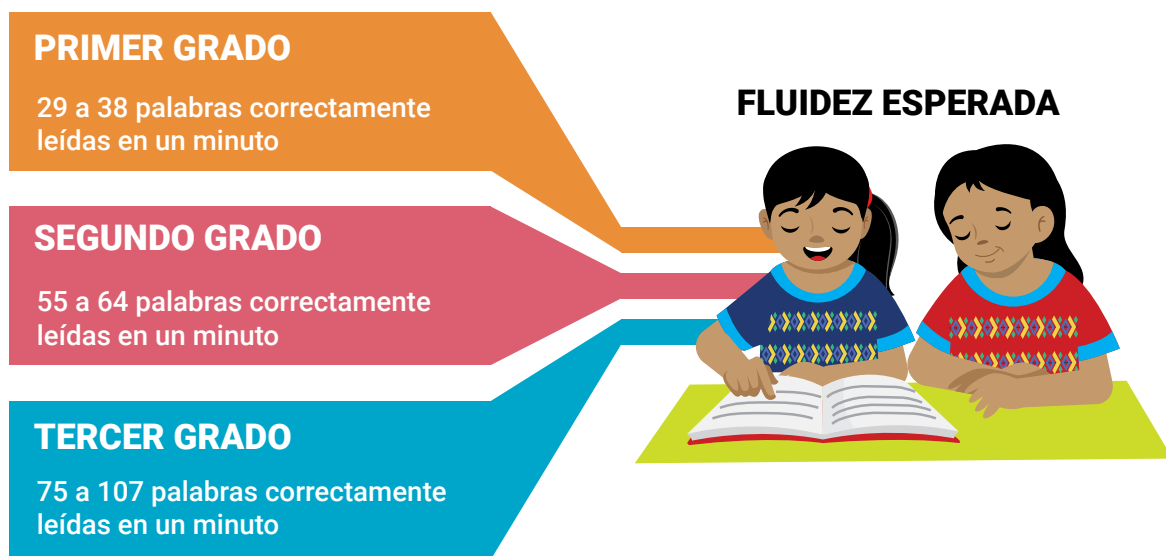 PRIMER GRADO
29 a 38 palabras correctamente
leídas en un minuto
FLUIDEZ ESPERADA
SEGUNDO GRADO
55 a 64 palabras correctamente
leídas en un minuto
TERCER GRADO
75 a 107 palabras correctamente
leídas en un minuto